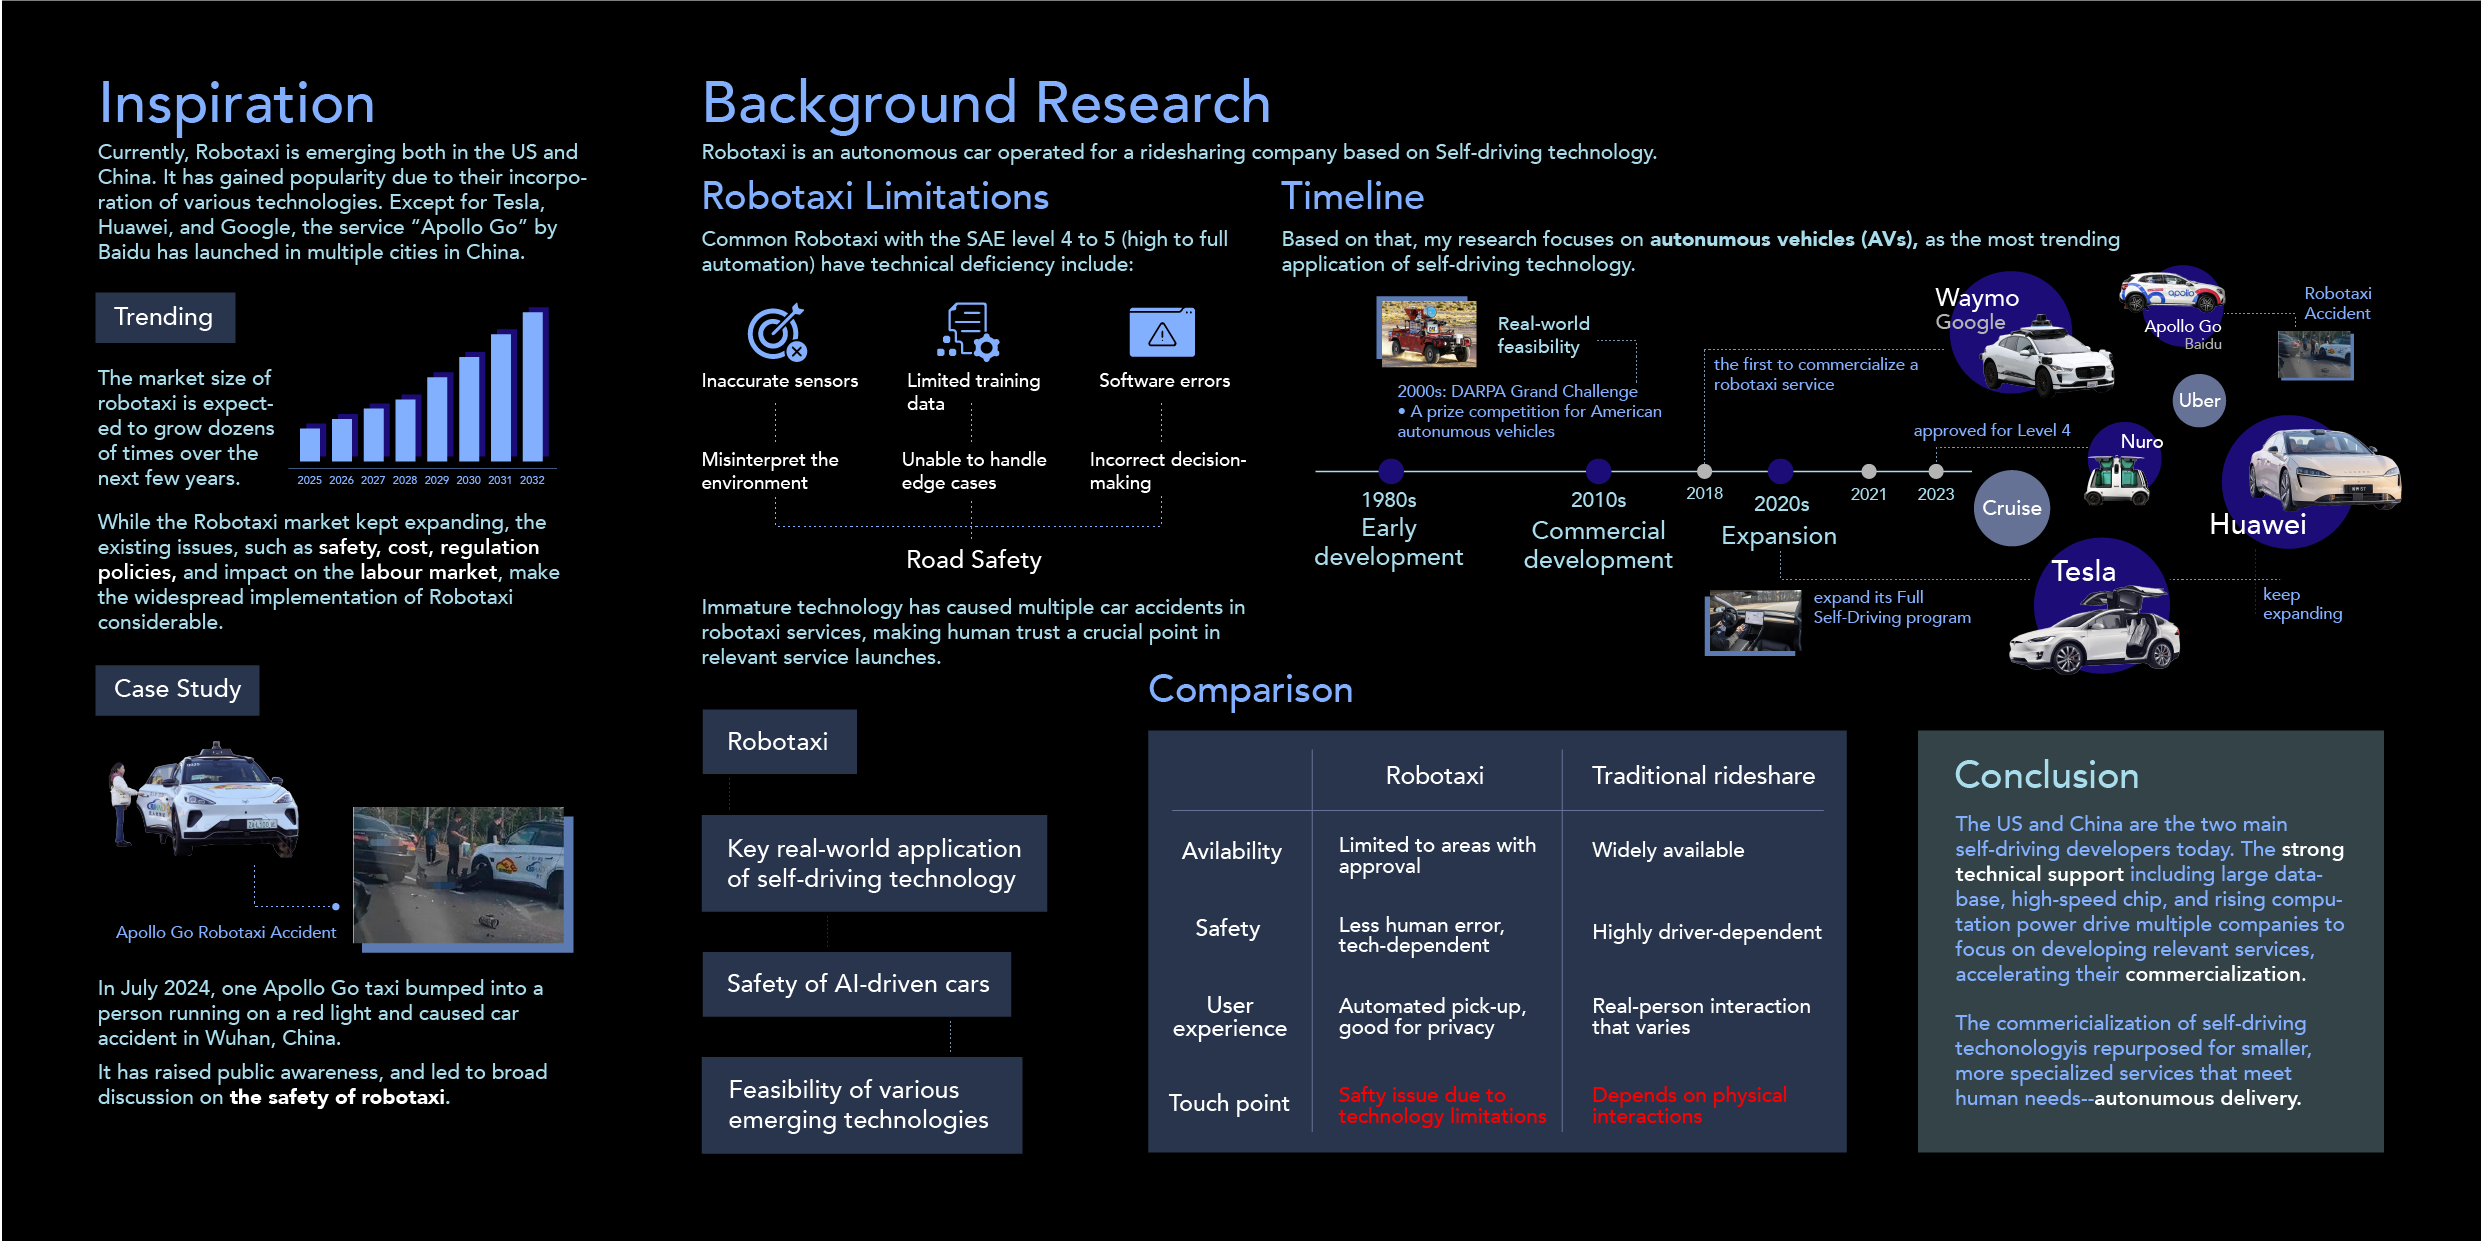 Inspiration
Currently, Robotaxi is emerging both in the US and
China. It has gained popularity due to their incorpo-
ration of various technologies. Except for Tesla,
Huawei, and Google, the service “Apollo Go” by
Baidu has launched in multiple cities in China.
Trending
The market size of
robotaxi is expect-
ed to grow dozens
of times over the
next few years.
2025 2026 2027 2028 2029 2030 2031 2032
While the Robotaxi market kept expanding, the
existing issues, such as safety, cost, regulation
policies, and impact on the labour market, make
the widespread implementation of Robotaxi
considerable.
Case Study
Apollo Go Robotaxi Accident
In July 2024, one Apollo Go taxi bumped into a
person running on a red light and caused car
accident in Wuhan, China.
It has raised public awareness, and led to broad
discussion on the safety of robotaxi.
Background Research
Robotaxi is an autonomous car operated for a ridesharing company based on Self-driving technology.
Robotaxi Limitations
Common Robotaxi with the SAE level 4 to 5 (high to full
automation) have technical deficiency include:
Inaccurate sensors
Limited training
data
Software errors
Misinterpret the
environment
Unable to handle
edge cases
Incorrect decision-
making
Road Safety
Immature technology has caused multiple car accidents in
robotaxi services, making human trust a crucial point in
relevant service launches.
Robotaxi
Key real-world application
of self-driving technology
Safety of AI-driven cars
Feasibility of various
emerging technologies
Timeline
Based on that, my research focuses on autonumous vehicles (AVs), as the most trending
application of self-driving technology.
Real-world
feasibility
2000s: DARPA Grand Challenge
• A prize competition for American
autonumous vehicles
the first to commercialize a
robotaxi service
Waymo
Google
apollo
Apollo Go
Baidu
Robotaxi
Accident
Uber
approved for Level 4
Nuro
Huawei
Cruise
1980s
Early
development
2010s
Commercial
development
2018
2020s
Expansion
2021
2023
Tesla
expand its Full
Self-Driving program
keep
expanding
Comparison
Robotaxi
Traditional rideshare
Avilability
Limited to areas with
approval
Widely available
Safety
Less human error,
tech-dependent
Highly driver-dependent
User
experience
Automated pick-up,
good for privacy
Real-person interaction
that varies
Touch point
Safty issue due to
technology limitations
Depends on physical
interactions
Conclusion
The US and China are the two main
self-driving developers today. The strong
technical support including large data-
base, high-speed chip, and rising compu-
tation power drive multiple companies to
focus on developing relevant services,
accelerating their commercialization.
The commericialization of self-driving
techonologyis repurposed for smaller,
more specialized services that meet
human needs--autonumous delivery.